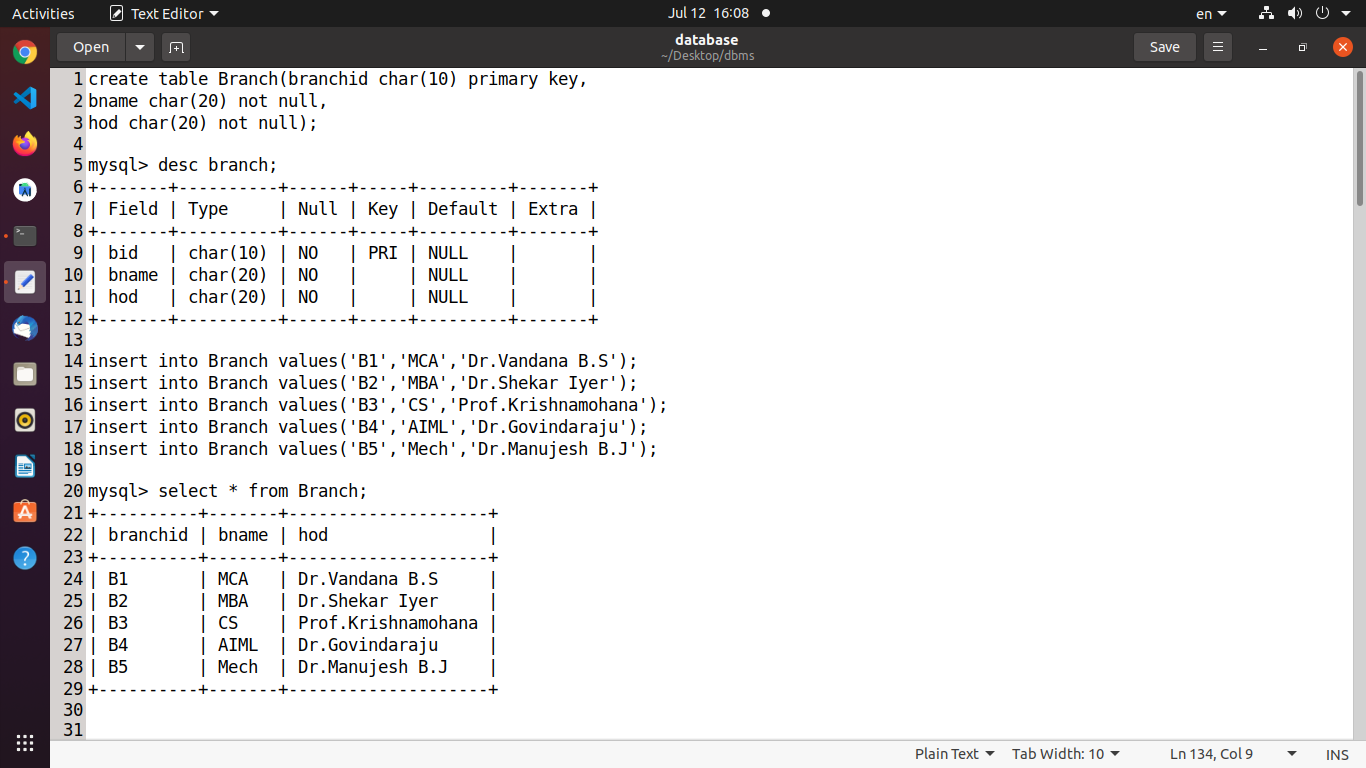 Activities Text Editor Jul 12 16:08 en
Open database Save
~/Desktop/dbms
1 create table Branch(branchid char(10) primary key,
2 bname char(20) not null,
3 hod char(20) not null);
4
5 mysql> desc branch;
6 +-------+----------+------+-----+---------+-------+
7 | Field | Type     | Null | Key | Default | Extra |
8 +-------+----------+------+-----+---------+-------+
9 | bid   | char(10) | NO   | PRI | NULL    |       |
10 | bname | char(20) | NO   |     | NULL    |       |
11 | hod   | char(20) | NO   |     | NULL    |       |
12 +-------+----------+------+-----+---------+-------+
13
14 insert into Branch values('B1','MCA','Dr.Vandana B.S');
15 insert into Branch values('B2','MBA','Dr.Shekar Iyer');
16 insert into Branch values('B3','CS','Prof.Krishnamohana');
17 insert into Branch values('B4','AIML','Dr.Govindaraju');
18 insert into Branch values('B5','Mech','Dr.Manujesh B.J');
19
20 mysql> select * from Branch;
21 +----------+-------+--------------------+
22 | branchid | bname | hod                |
23 +----------+-------+--------------------+
24 | B1       | MCA   | Dr.Vandana B.S     |
25 | B2       | MBA   | Dr.Shekar Iyer     |
26 | B3       | CS    | Prof.Krishnamohana |
27 | B4       | AIML  | Dr.Govindaraju     |
28 | B5       | Mech  | Dr.Manujesh B.J    |
29 +----------+-------+--------------------+
30
31
Plain Text Tab Width: 10 Ln 134, Col 9 INS